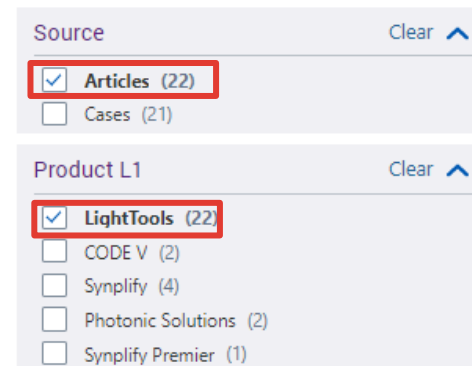 Source Clear
Articles (22)
Cases (21)
Product L1 Clear
LightTools (22)
CODE V (2)
Synplify (4)
Photonic Solutions (2)
Synplify Premier (1)